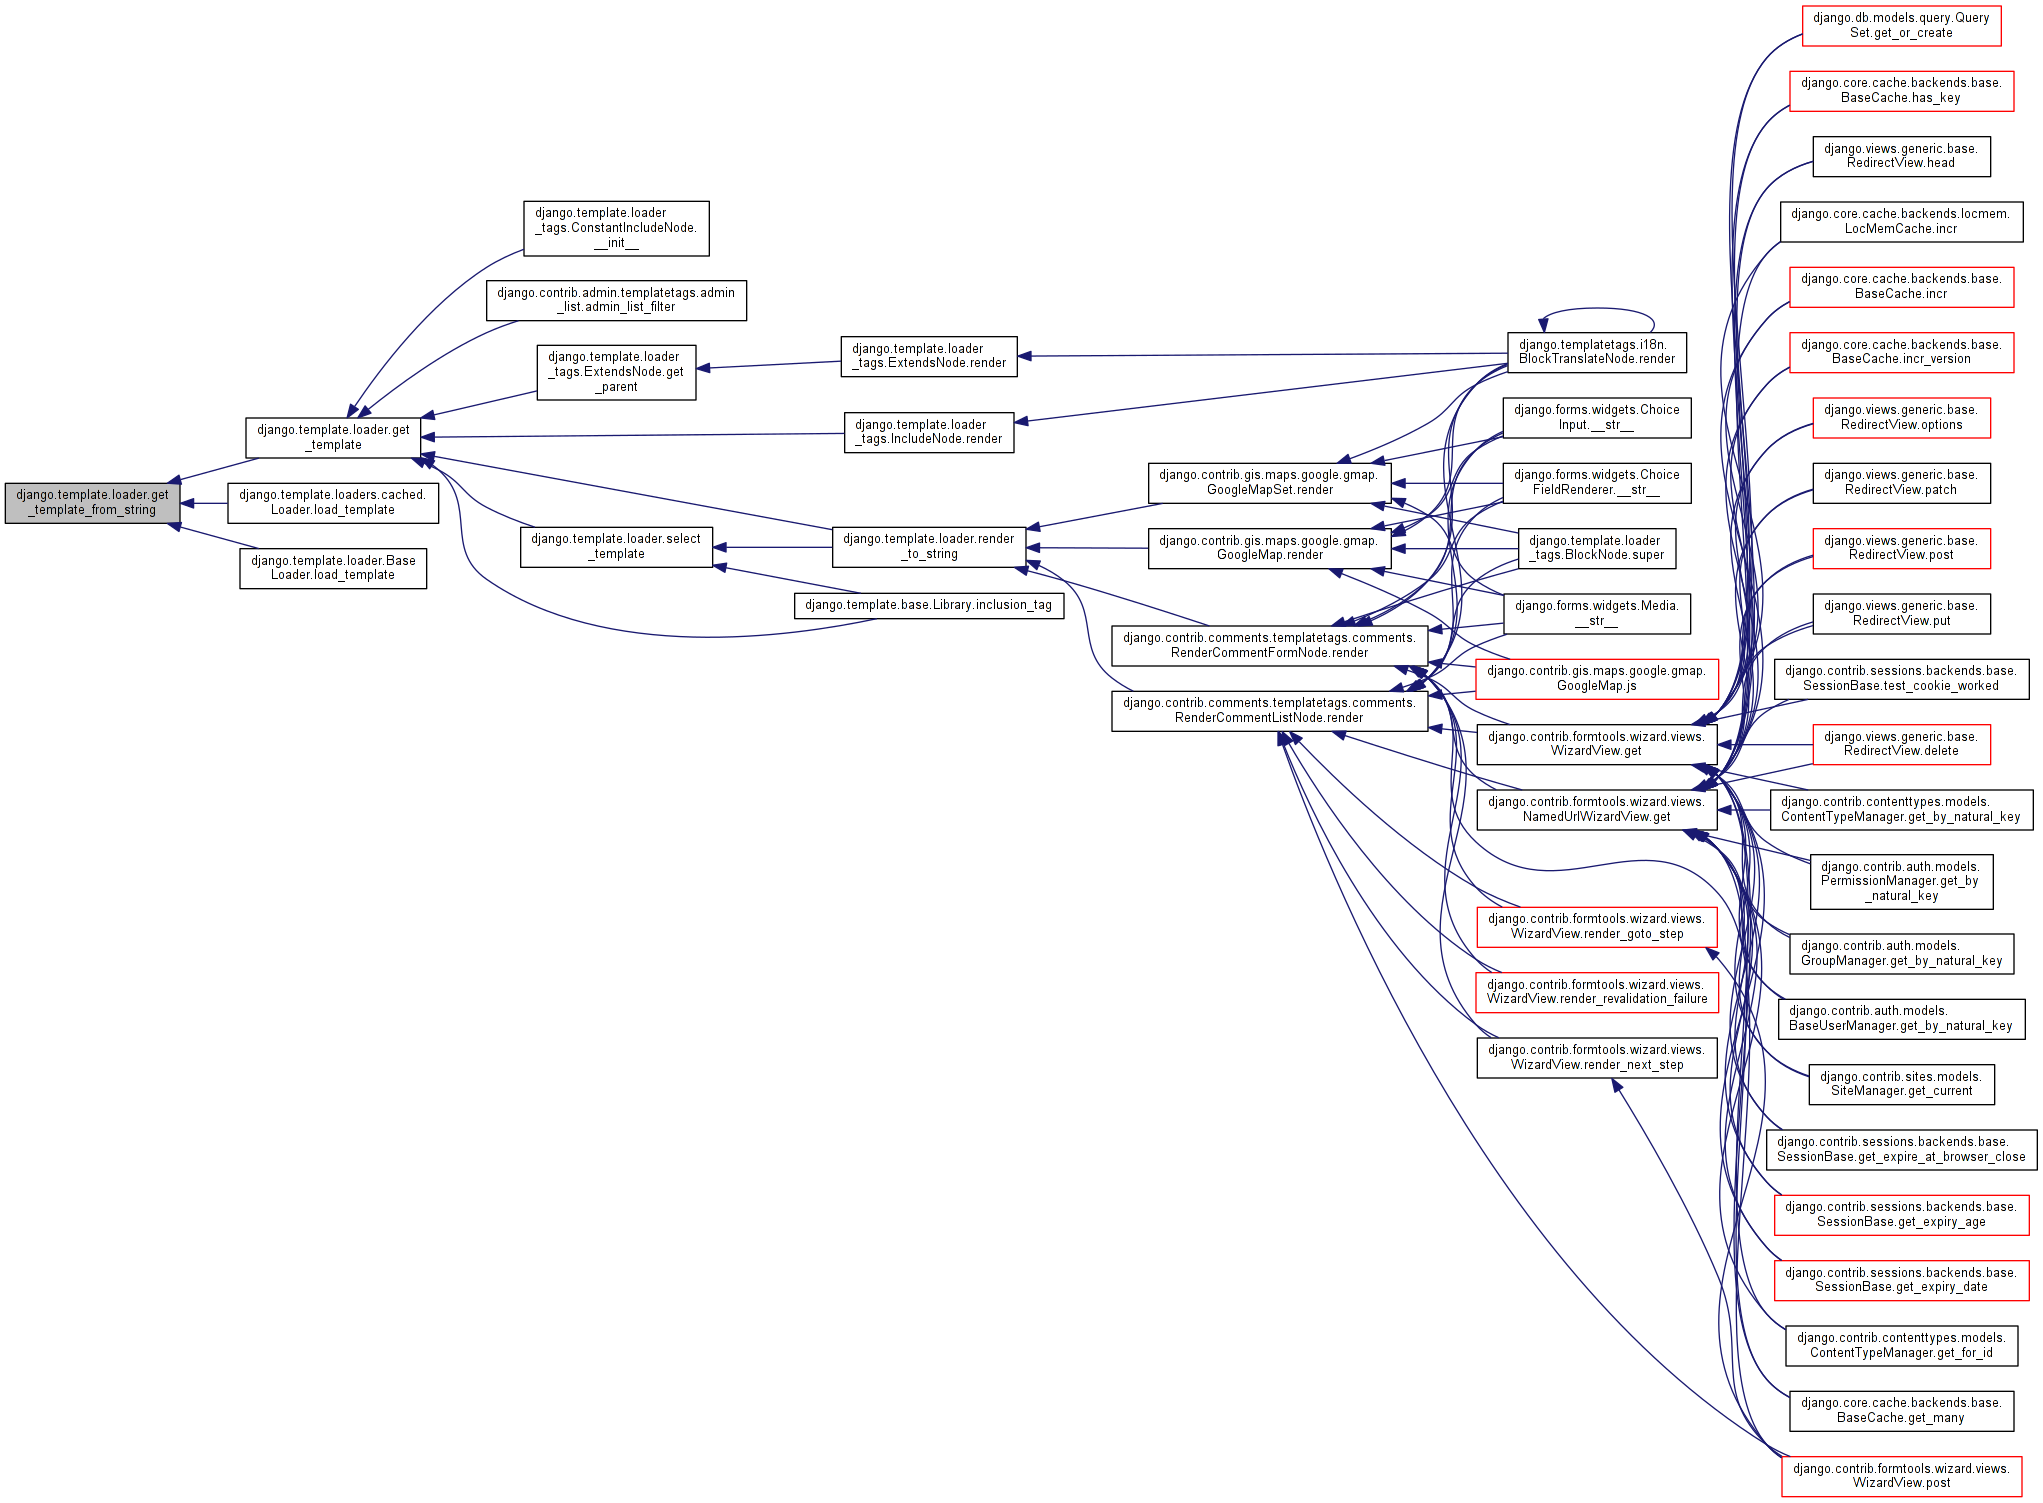 django.template.loader.get
_template_from_string
django.template.loader.get
_template
django.template.loaders.cached.
Loader.load_template
django.template.loader.Base
Loader.load_template
django.template.loader
_tags.ConstantIncludeNode.
__init__
django.contrib.admin.templatetags.admin
_list.admin_list_filter
django.template.loader
_tags.ExtendsNode.get
_parent
django.template.loader.select
_template
django.template.loader
_tags.ExtendsNode.render
django.template.loader
_tags.IncludeNode.render
django.template.loader.render
_to_string
django.template.base.Library.inclusion_tag
django.contrib.gis.maps.google.gmap.
GoogleMapSet.render
django.contrib.gis.maps.google.gmap.
GoogleMap.render
django.contrib.comments.templatetags.comments.
RenderCommentFormNode.render
django.contrib.comments.templatetags.comments.
RenderCommentListNode.render
django.templatetags.i18n.
BlockTranslateNode.render
django.forms.widgets.Choice
Input.__str__
django.forms.widgets.Choice
FieldRenderer.__str__
django.template.loader
_tags.BlockNode.super
django.forms.widgets.Media.
__str__
django.contrib.gis.maps.google.gmap.
GoogleMap.js
django.contrib.formtools.wizard.views.
WizardView.get
django.contrib.formtools.wizard.views.
NamedUrlWizardView.get
django.contrib.formtools.wizard.views.
WizardView.render_goto_step
django.contrib.formtools.wizard.views.
WizardView.render_revalidation_failure
django.contrib.formtools.wizard.views.
WizardView.render_next_step
django.db.models.query.Query
Set.get_or_create
django.core.cache.backends.base.
BaseCache.has_key
django.views.generic.base.
RedirectView.head
django.core.cache.backends.locmem.
LocMemCache.incr
django.core.cache.backends.base.
BaseCache.incr
django.core.cache.backends.base.
BaseCache.incr_version
django.views.generic.base.
RedirectView.options
django.views.generic.base.
RedirectView.patch
django.views.generic.base.
RedirectView.post
django.views.generic.base.
RedirectView.put
django.contrib.sessions.backends.base.
SessionBase.test_cookie_worked
django.views.generic.base.
RedirectView.delete
django.contrib.contenttypes.models.
ContentTypeManager.get_by_natural_key
django.contrib.auth.models.
PermissionManager.get_by
_natural_key
django.contrib.auth.models.
GroupManager.get_by_natural_key
django.contrib.auth.models.
BaseUserManager.get_by_natural_key
django.contrib.sites.models.
SiteManager.get_current
django.contrib.sessions.backends.base.
SessionBase.get_expire_at_browser_close
django.contrib.sessions.backends.base.
SessionBase.get_expiry_age
django.contrib.sessions.backends.base.
SessionBase.get_expiry_date
django.contrib.contenttypes.models.
ContentTypeManager.get_for_id
django.core.cache.backends.base.
BaseCache.get_many
django.contrib.formtools.wizard.views.
WizardView.post